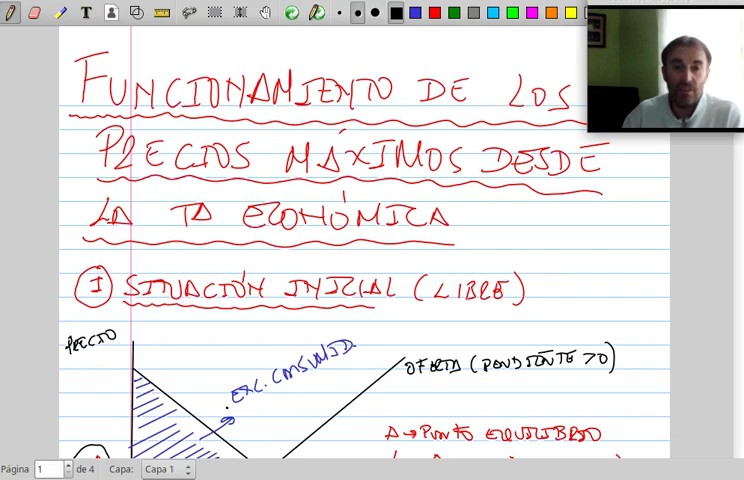 FUNCIONAMIENTO DE LOS
PRECIOS MÁXIMOS DESDE
LA TA ECONÓMICA
I SITUACIÓN INICIAL (LIBRE)
PRECIO
EXC. CONSUMID.
OFERTA (PENDIENTE >0)
A → PUNTO EQUILIBRIO
Página 1 de 4 Capa: Capa 1